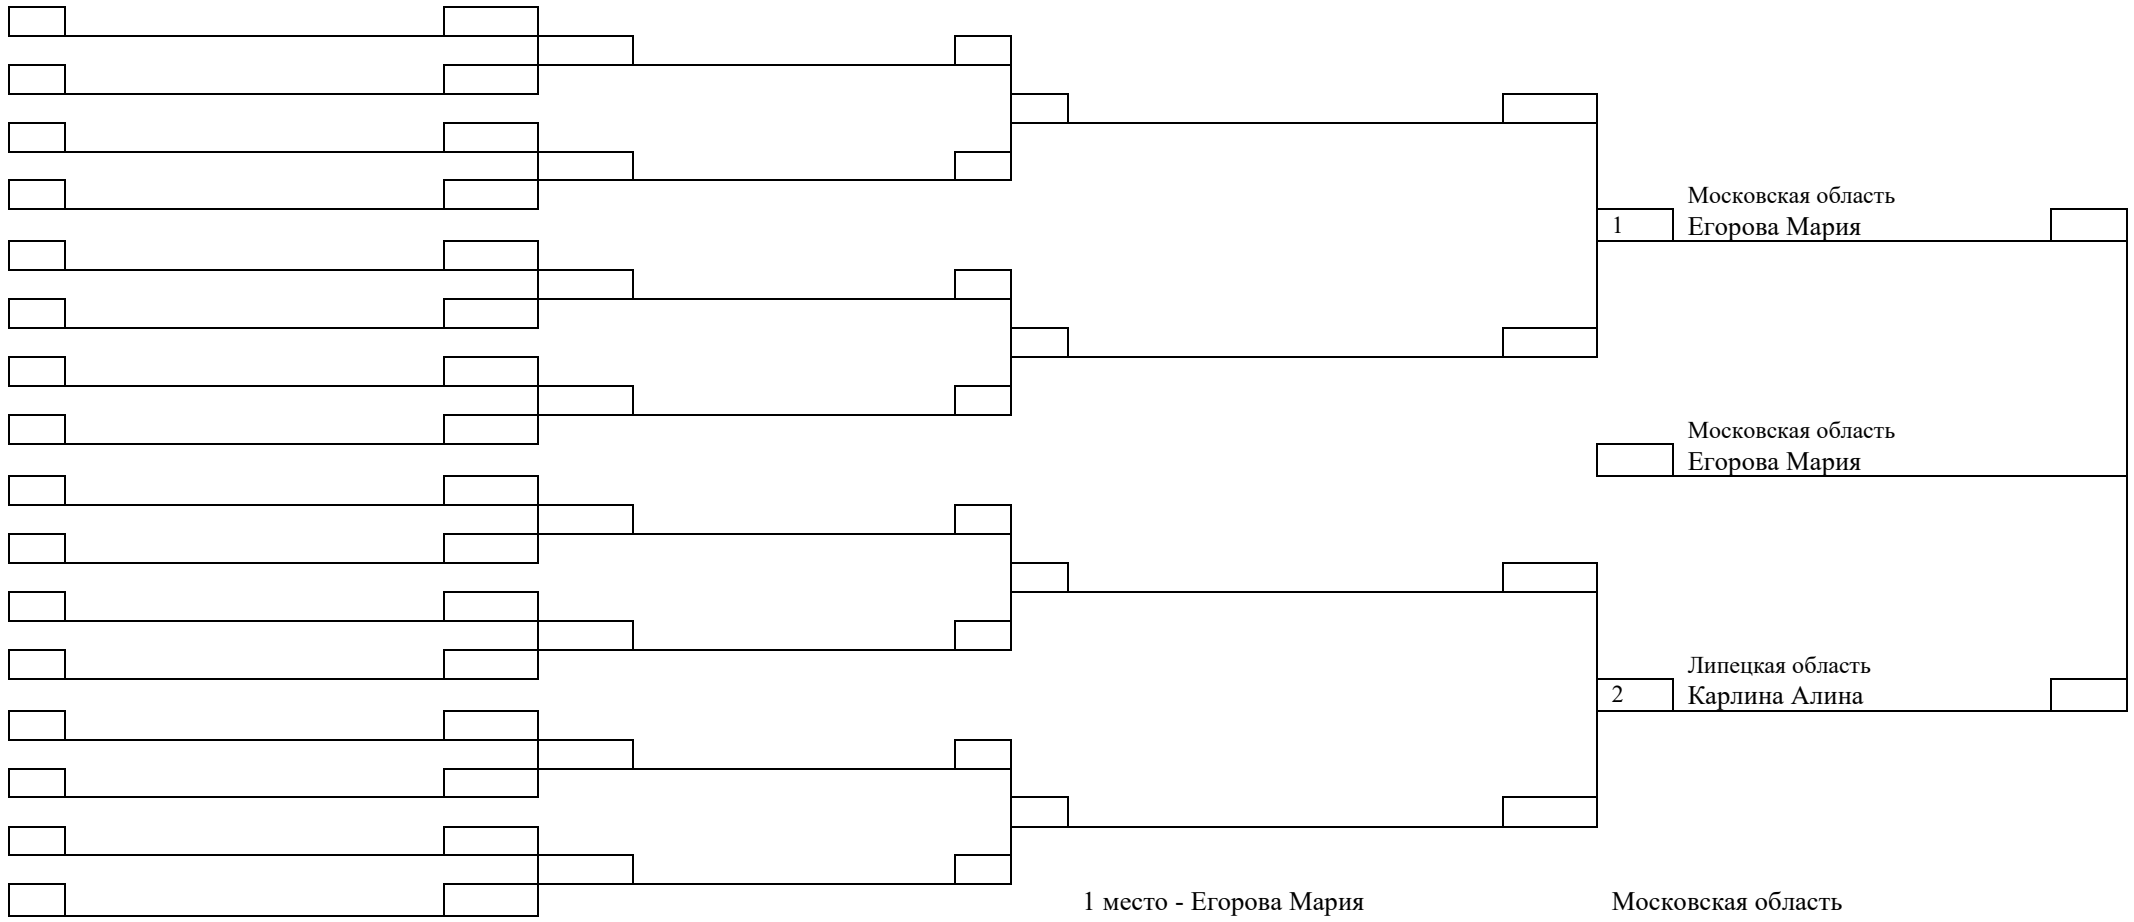 Московская область
1 Егорова Мария
Московская область
Егорова Мария
Липецкая область
2 Карлина Алина
1 место - Егорова Мария Московская область